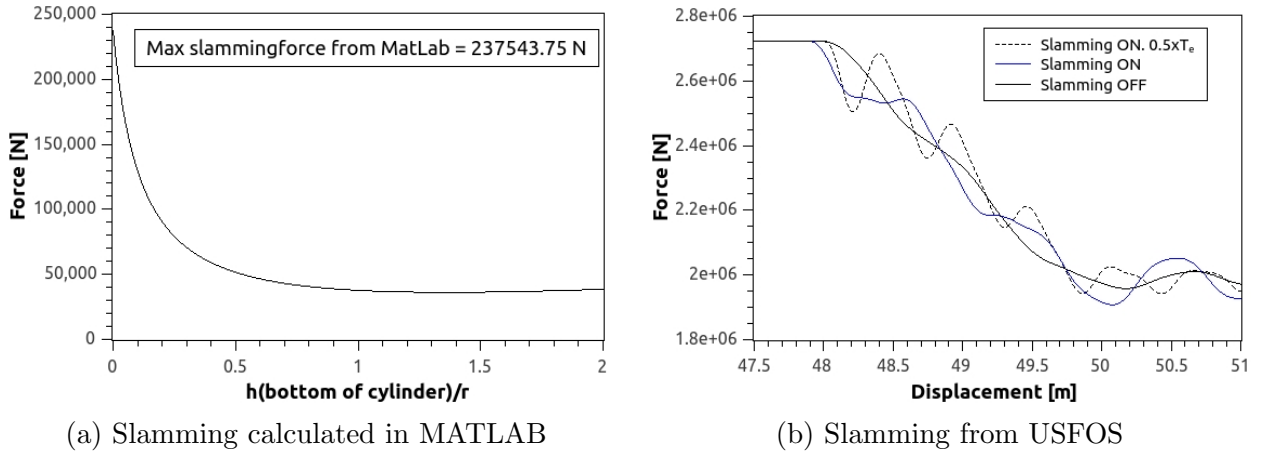 250,000
200,000
150,000
100,000
50,000
0
Force [N]
Max slammingforce from MatLab = 237543.75 N
0 0.5 1 1.5 2
h(bottom of cylinder)/r
(a) Slamming calculated in MATLAB
2.8e+06
2.6e+06
2.4e+06
2.2e+06
2e+06
1.8e+06
Force [N]
Slamming ON. 0.5xTₑ
Slamming ON
Slamming OFF
47.5 48 48.5 49 49.5 50 50.5 51
Displacement [m]
(b) Slamming from USFOS